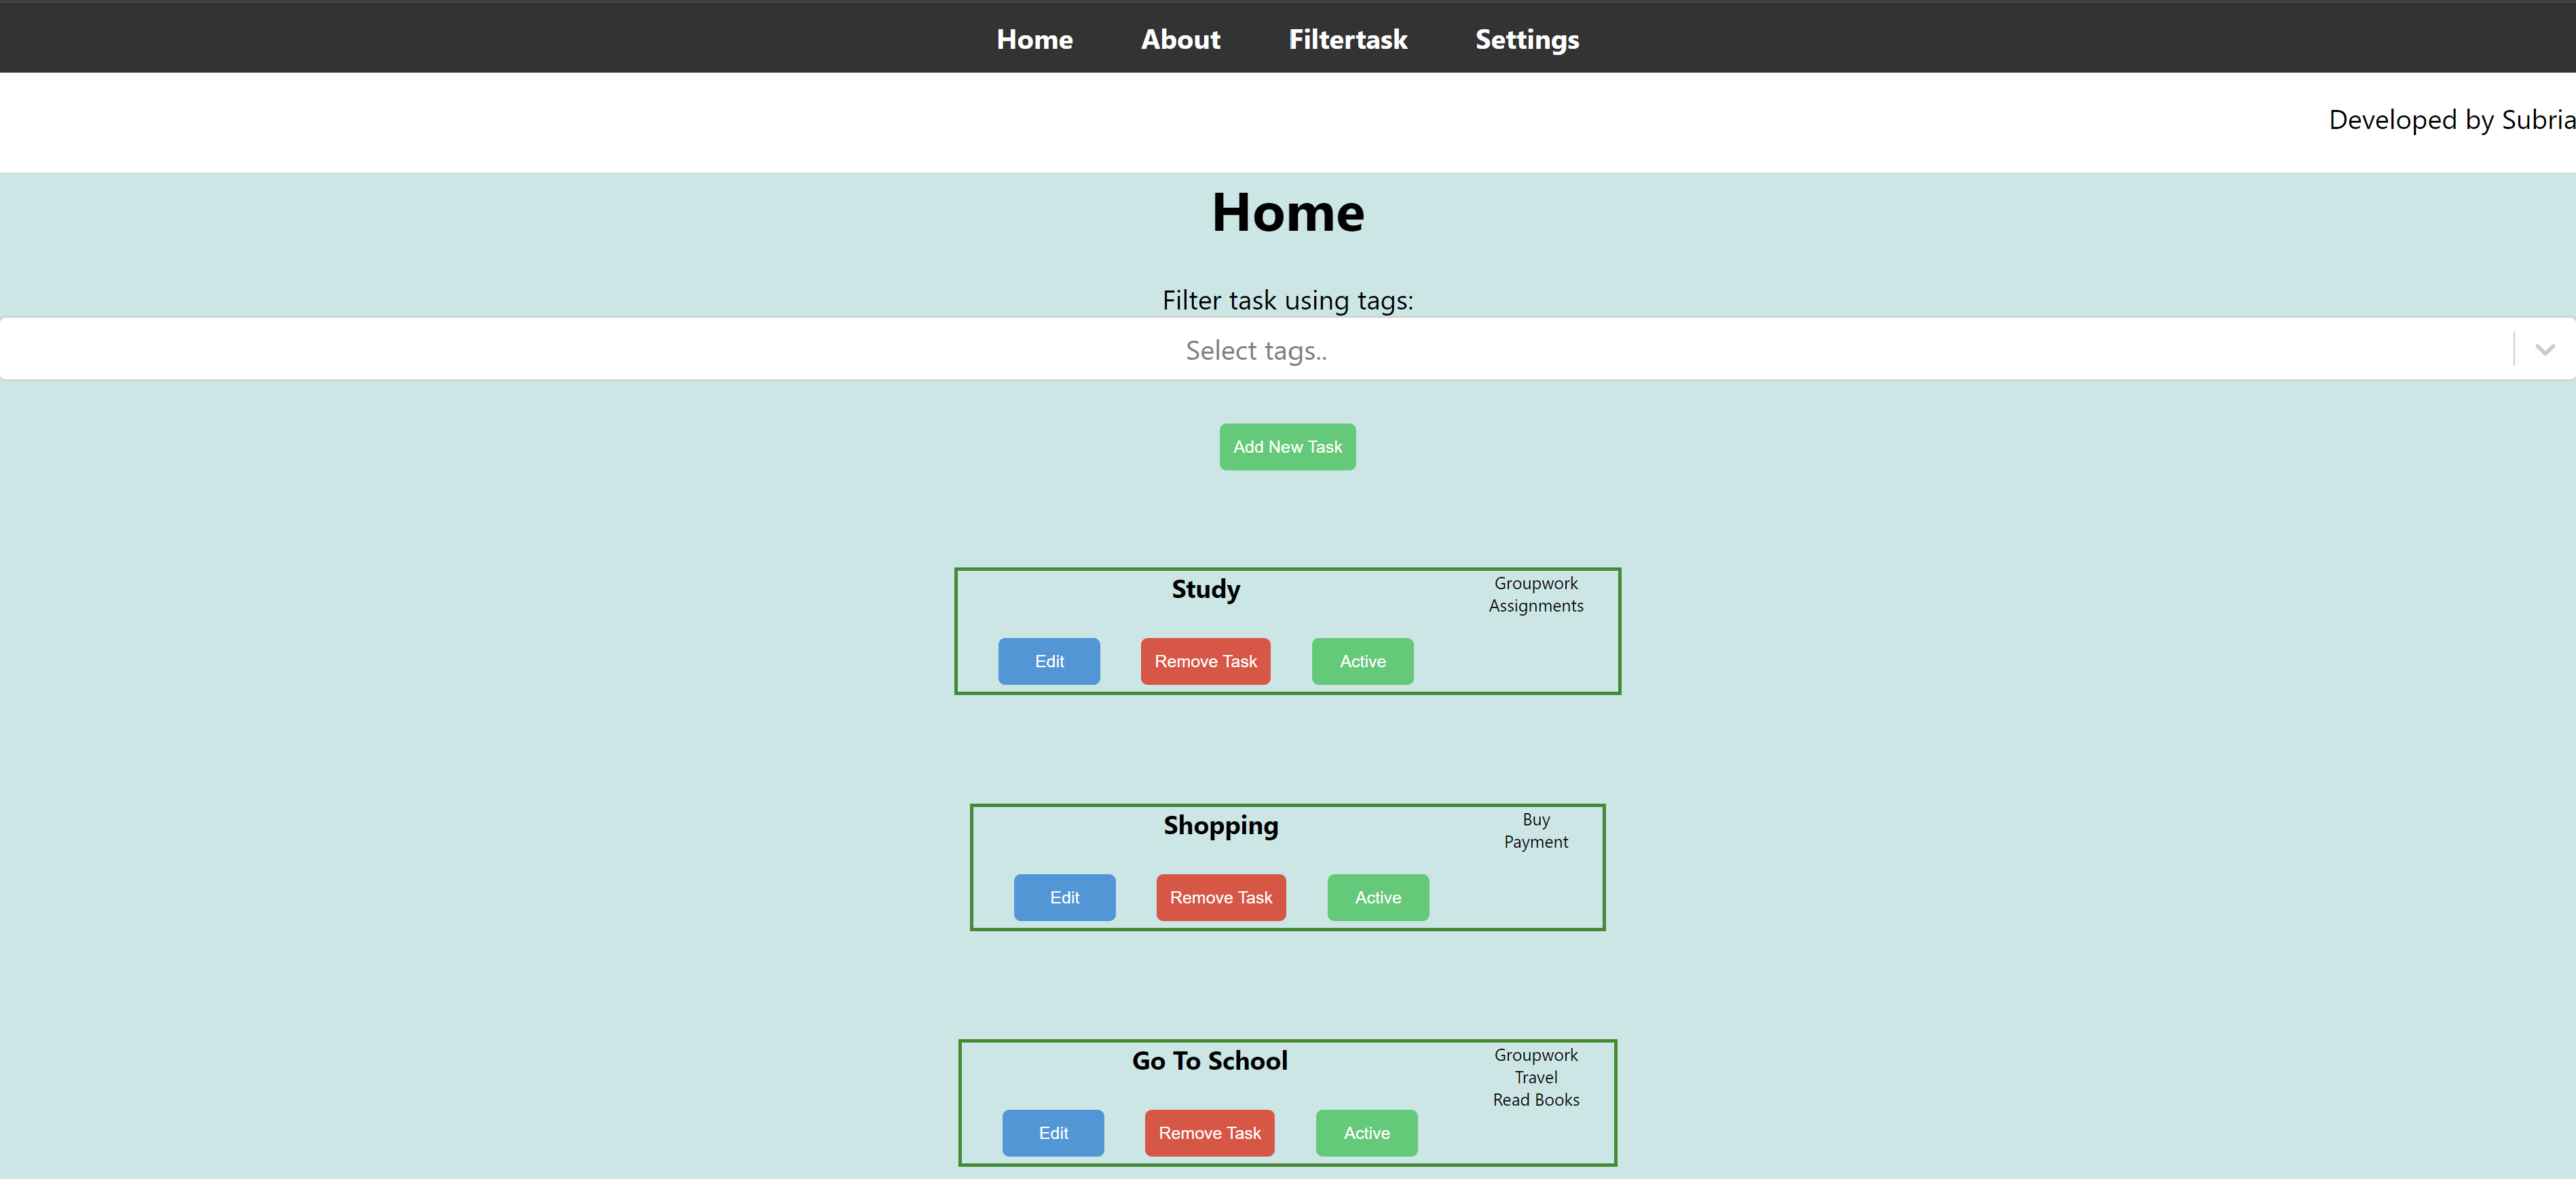 Home About Filtertask Settings
Developed by Subria
Home
Filter task using tags:
Select tags..
Add New Task
Study
Groupwork
Assignments
Edit Remove Task Active
Shopping
Buy
Payment
Edit Remove Task Active
Go To School
Groupwork
Travel
Read Books
Edit Remove Task Active